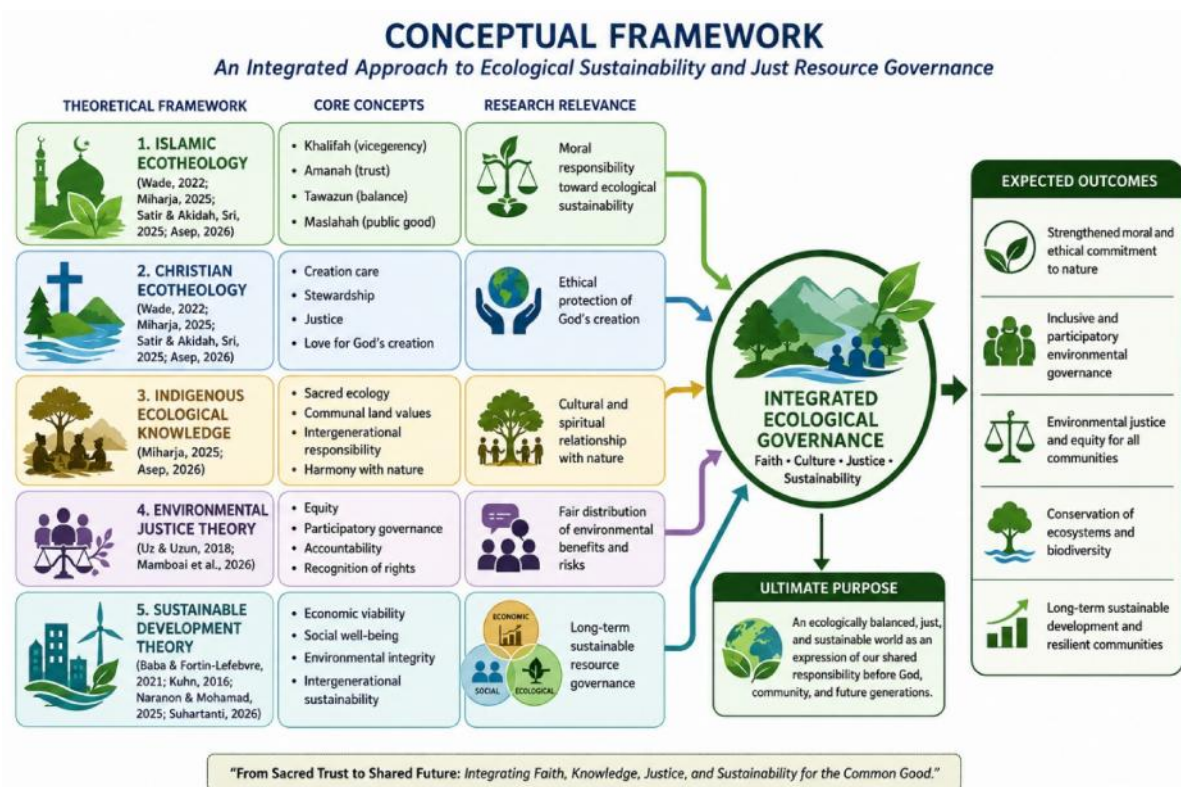 CONCEPTUAL FRAMEWORK
An Integrated Approach to Ecological Sustainability and Just Resource Governance
THEORETICAL FRAMEWORK
CORE CONCEPTS
RESEARCH RELEVANCE
1. ISLAMIC
ECOTHEOLOGY
(Wade, 2022;
Miharja, 2025;
Satir & Akidah, Sri,
2025; Asep, 2026)
• Khalifah (vicegerency)
• Amanah (trust)
• Tawazun (balance)
• Maslahah (public good)
Moral
responsibility
toward ecological
sustainability
2. CHRISTIAN
ECOTHEOLOGY
(Wade, 2022;
Miharja, 2025;
Satir & Akidah, Sri,
2025; Asep, 2026)
• Creation care
• Stewardship
• Justice
• Love for God's creation
Ethical
protection of
God's creation
3. INDIGENOUS
ECOLOGICAL
KNOWLEDGE
(Miharja, 2025;
Asep, 2026)
• Sacred ecology
• Communal land values
• Intergenerational
responsibility
• Harmony with nature
Cultural and
spiritual
relationship
with nature
4. ENVIRONMENTAL
JUSTICE THEORY
(Uz & Uzun, 2018;
Mamboai et al., 2026)
• Equity
• Participatory governance
• Accountability
• Recognition of rights
Fair distribution
of environmental
benefits and
risks
5. SUSTAINABLE
DEVELOPMENT
THEORY
(Baba & Fortin-Lefebvre,
2021; Kuhn, 2016;
Naranon & Mohamad,
2025; Suhartanti, 2026)
• Economic viability
• Social well-being
• Environmental integrity
• Intergenerational
sustainability
ECONOMIC
SOCIAL
ECOLOGICAL
Long-term
sustainable
resource
governance
INTEGRATED
ECOLOGICAL
GOVERNANCE
Faith • Culture • Justice •
Sustainability
ULTIMATE PURPOSE
An ecologically balanced, just,
and sustainable world as an
expression of our shared
responsibility before God,
community, and future generations.
EXPECTED OUTCOMES
Strengthened moral and
ethical commitment
to nature
Inclusive and
participatory
environmental
governance
Environmental justice
and equity for all
communities
Conservation of
ecosystems and
biodiversity
Long-term sustainable
development and
resilient communities
"From Sacred Trust to Shared Future: Integrating Faith, Knowledge, Justice, and Sustainability for the Common Good."